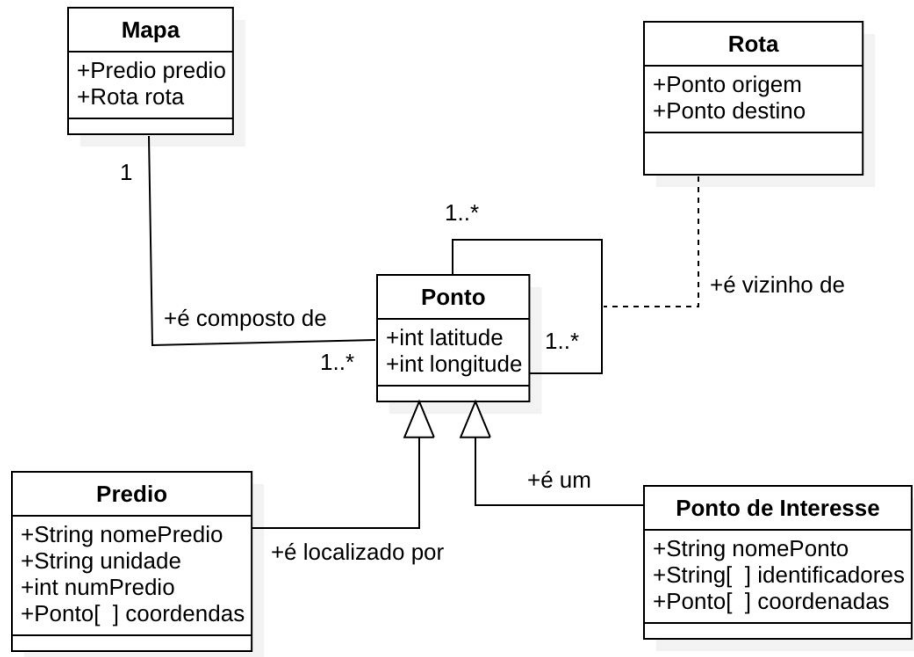 Mapa
+Predio predio
+Rota rota
Rota
+Ponto origem
+Ponto destino
1
1..*
+é vizinho de
Ponto
+int latitude
+int longitude
+é composto de
1..*
1..*
Predio
+String nomePredio
+String unidade
+int numPredio
+Ponto[ ] coordendas
+é localizado por
+é um
Ponto de Interesse
+String nomePonto
+String[ ] identificadores
+Ponto[ ] coordenadas